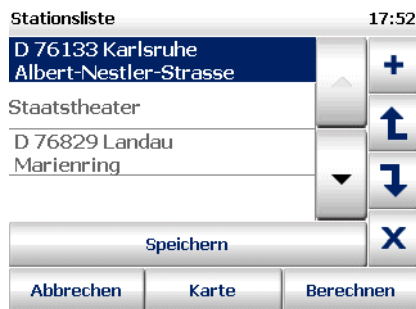 Stationsliste 17:52
D 76133 Karlsruhe
Albert-Nestler-Strasse
Staatstheater
D 76829 Landau
Marienring
+
X
Speichern
Abbrechen Karte Berechnen